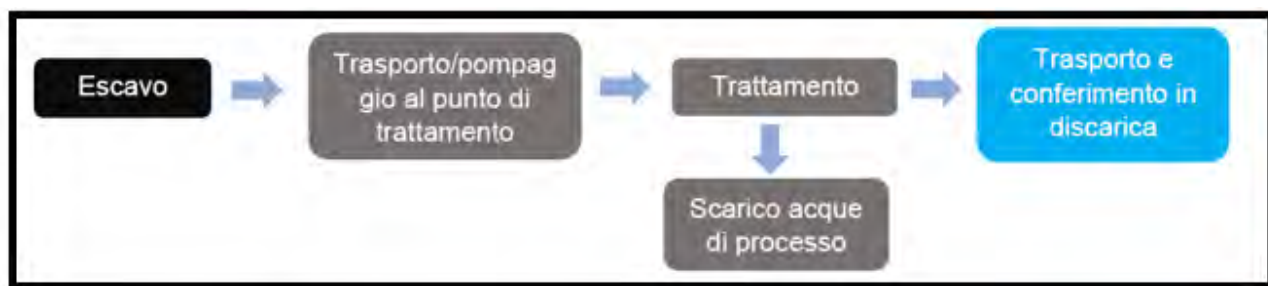 Escavo
Trasporto/pompag
gio al punto di
trattamento
Trattamento
Trasporto e
conferimento in
discarica
Scarico acque
di processo